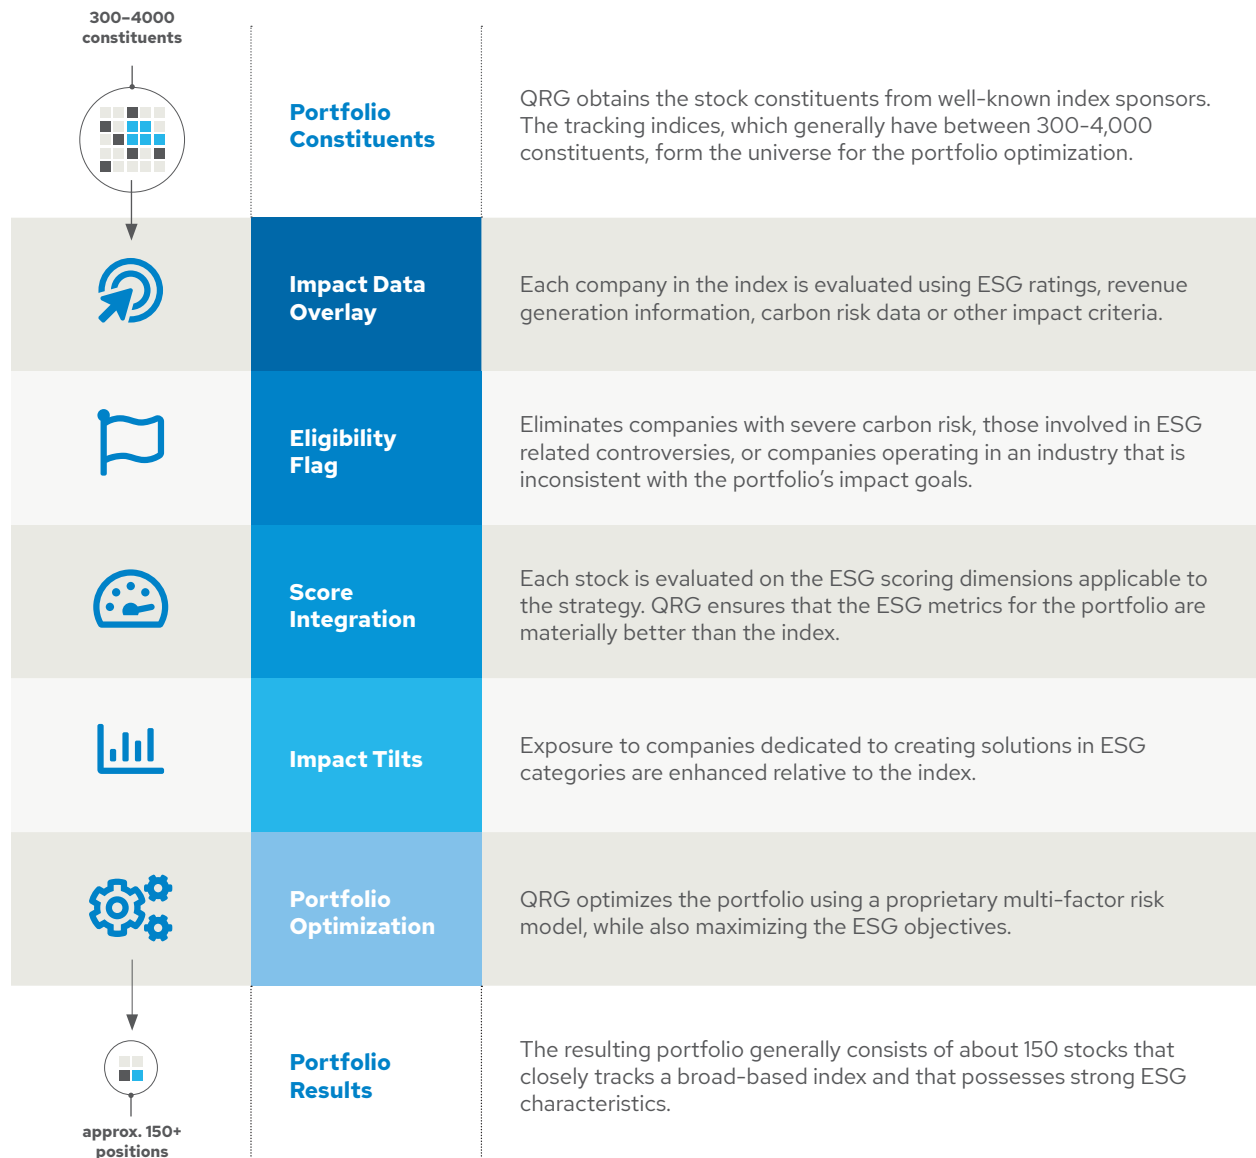 300–4000
constituents
Portfolio
Constituents
QRG obtains the stock constituents from well-known index sponsors.
The tracking indices, which generally have between 300-4,000
constituents, form the universe for the portfolio optimization.
Impact Data
Overlay
Each company in the index is evaluated using ESG ratings, revenue
generation information, carbon risk data or other impact criteria.
Eligibility
Flag
Eliminates companies with severe carbon risk, those involved in ESG
related controversies, or companies operating in an industry that is
inconsistent with the portfolio’s impact goals.
Score
Integration
Each stock is evaluated on the ESG scoring dimensions applicable to
the strategy. QRG ensures that the ESG metrics for the portfolio are
materially better than the index.
Impact Tilts
Exposure to companies dedicated to creating solutions in ESG
categories are enhanced relative to the index.
Portfolio
Optimization
QRG optimizes the portfolio using a proprietary multi-factor risk
model, while also maximizing the ESG objectives.
Portfolio
Results
The resulting portfolio generally consists of about 150 stocks that
closely tracks a broad-based index and that possesses strong ESG
characteristics.
approx. 150+
positions